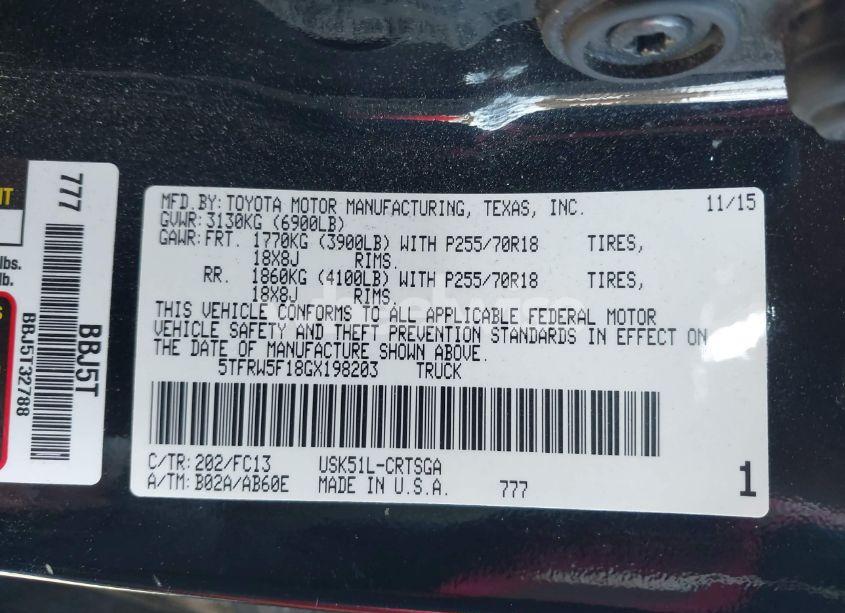 NT
lbs.
lb.
S
777
BBJ5T
BBJ5T32788
MFD.BY: TOYOTA MOTOR MANUFACTURING, TEXAS, INC. 11/15
GVWR: 3130KG (6900LB)
GAWR: FRT. 1770KG (3900LB) WITH P255/70R18 TIRES,
18X8J RIMS.
RR. 1860KG (4100LB) WITH P255/70R18 TIRES,
18X8J RIMS.
THIS VEHICLE CONFORMS TO ALL APPLICABLE FEDERAL MOTOR
VEHICLE SAFETY AND THEFT PREVENTION STANDARDS IN EFFECT ON
THE DATE OF MANUFACTURE SHOWN ABOVE.
5TFRW5F18GX198203 TRUCK
C/TR: 202/FC13 USK51L-CRTSGA
A/TM: B02A/AB60E MADE IN U.S.A. 777 1